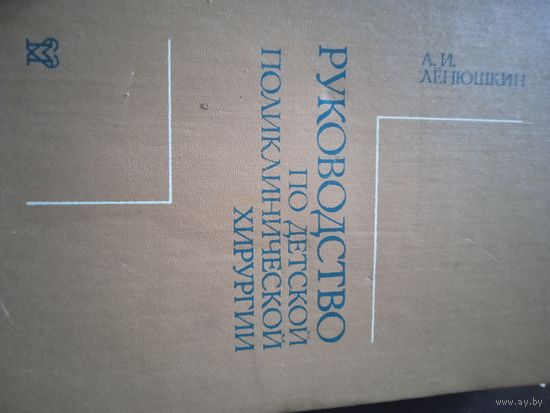 А. И.
ЛЕНЮШКИН
РУКОВОДСТВО
ПО ДЕТСКОЙ
ПОЛИКЛИНИЧЕСКОЙ
ХИРУРГИИ
www.ay.by